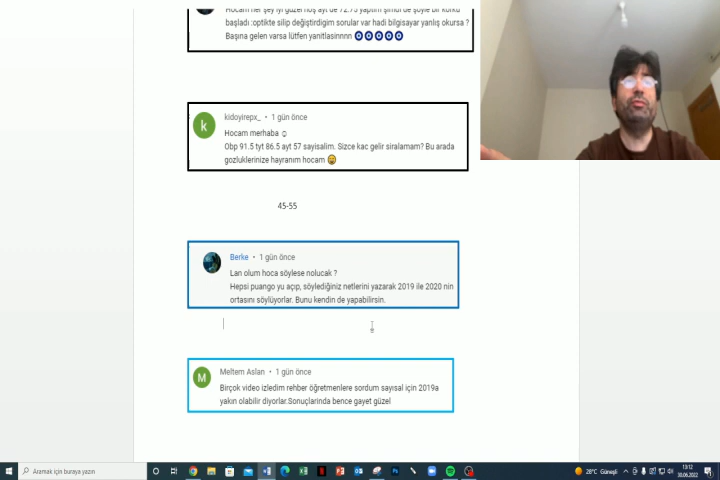 Hocam her şey iyi güzel hoş ayt de 72.75 yaptım şimdi de şöyle bir korku
başladı :optikte silip değiştirdigim sorular var hadi bilgisayar yanlış okursa ?
Başına gelen varsa lütfen yanıtlasinnnn 🧿🧿🧿🧿🧿
k
kidoyirepx_ • 1 gün önce
Hocam merhaba ☺
Obp 91.5 tyt 86.5 ayt 57 sayisalim. Sizce kac gelir siralamam? Bu arada
gozluklerinize hayranım hocam
45-55
Berke • 1 gün önce
Lan olum hoca söylese nolucak ?
Hepsi puango yu açıp, söylediğiniz netlerini yazarak 2019 ile 2020 nin
ortasını söylüyorlar. Bunu kendin de yapabilirsin.
M
Meltem Aslan • 1 gün önce
Birçok video izledim rehber öğretmenlere sordum sayısal için 2019a
yakın olabilir diyorlar.Sonuçlarinda bence gayet güzel
Aramak için buraya yazın
28°C Güneşli
13:12
30.06.2022